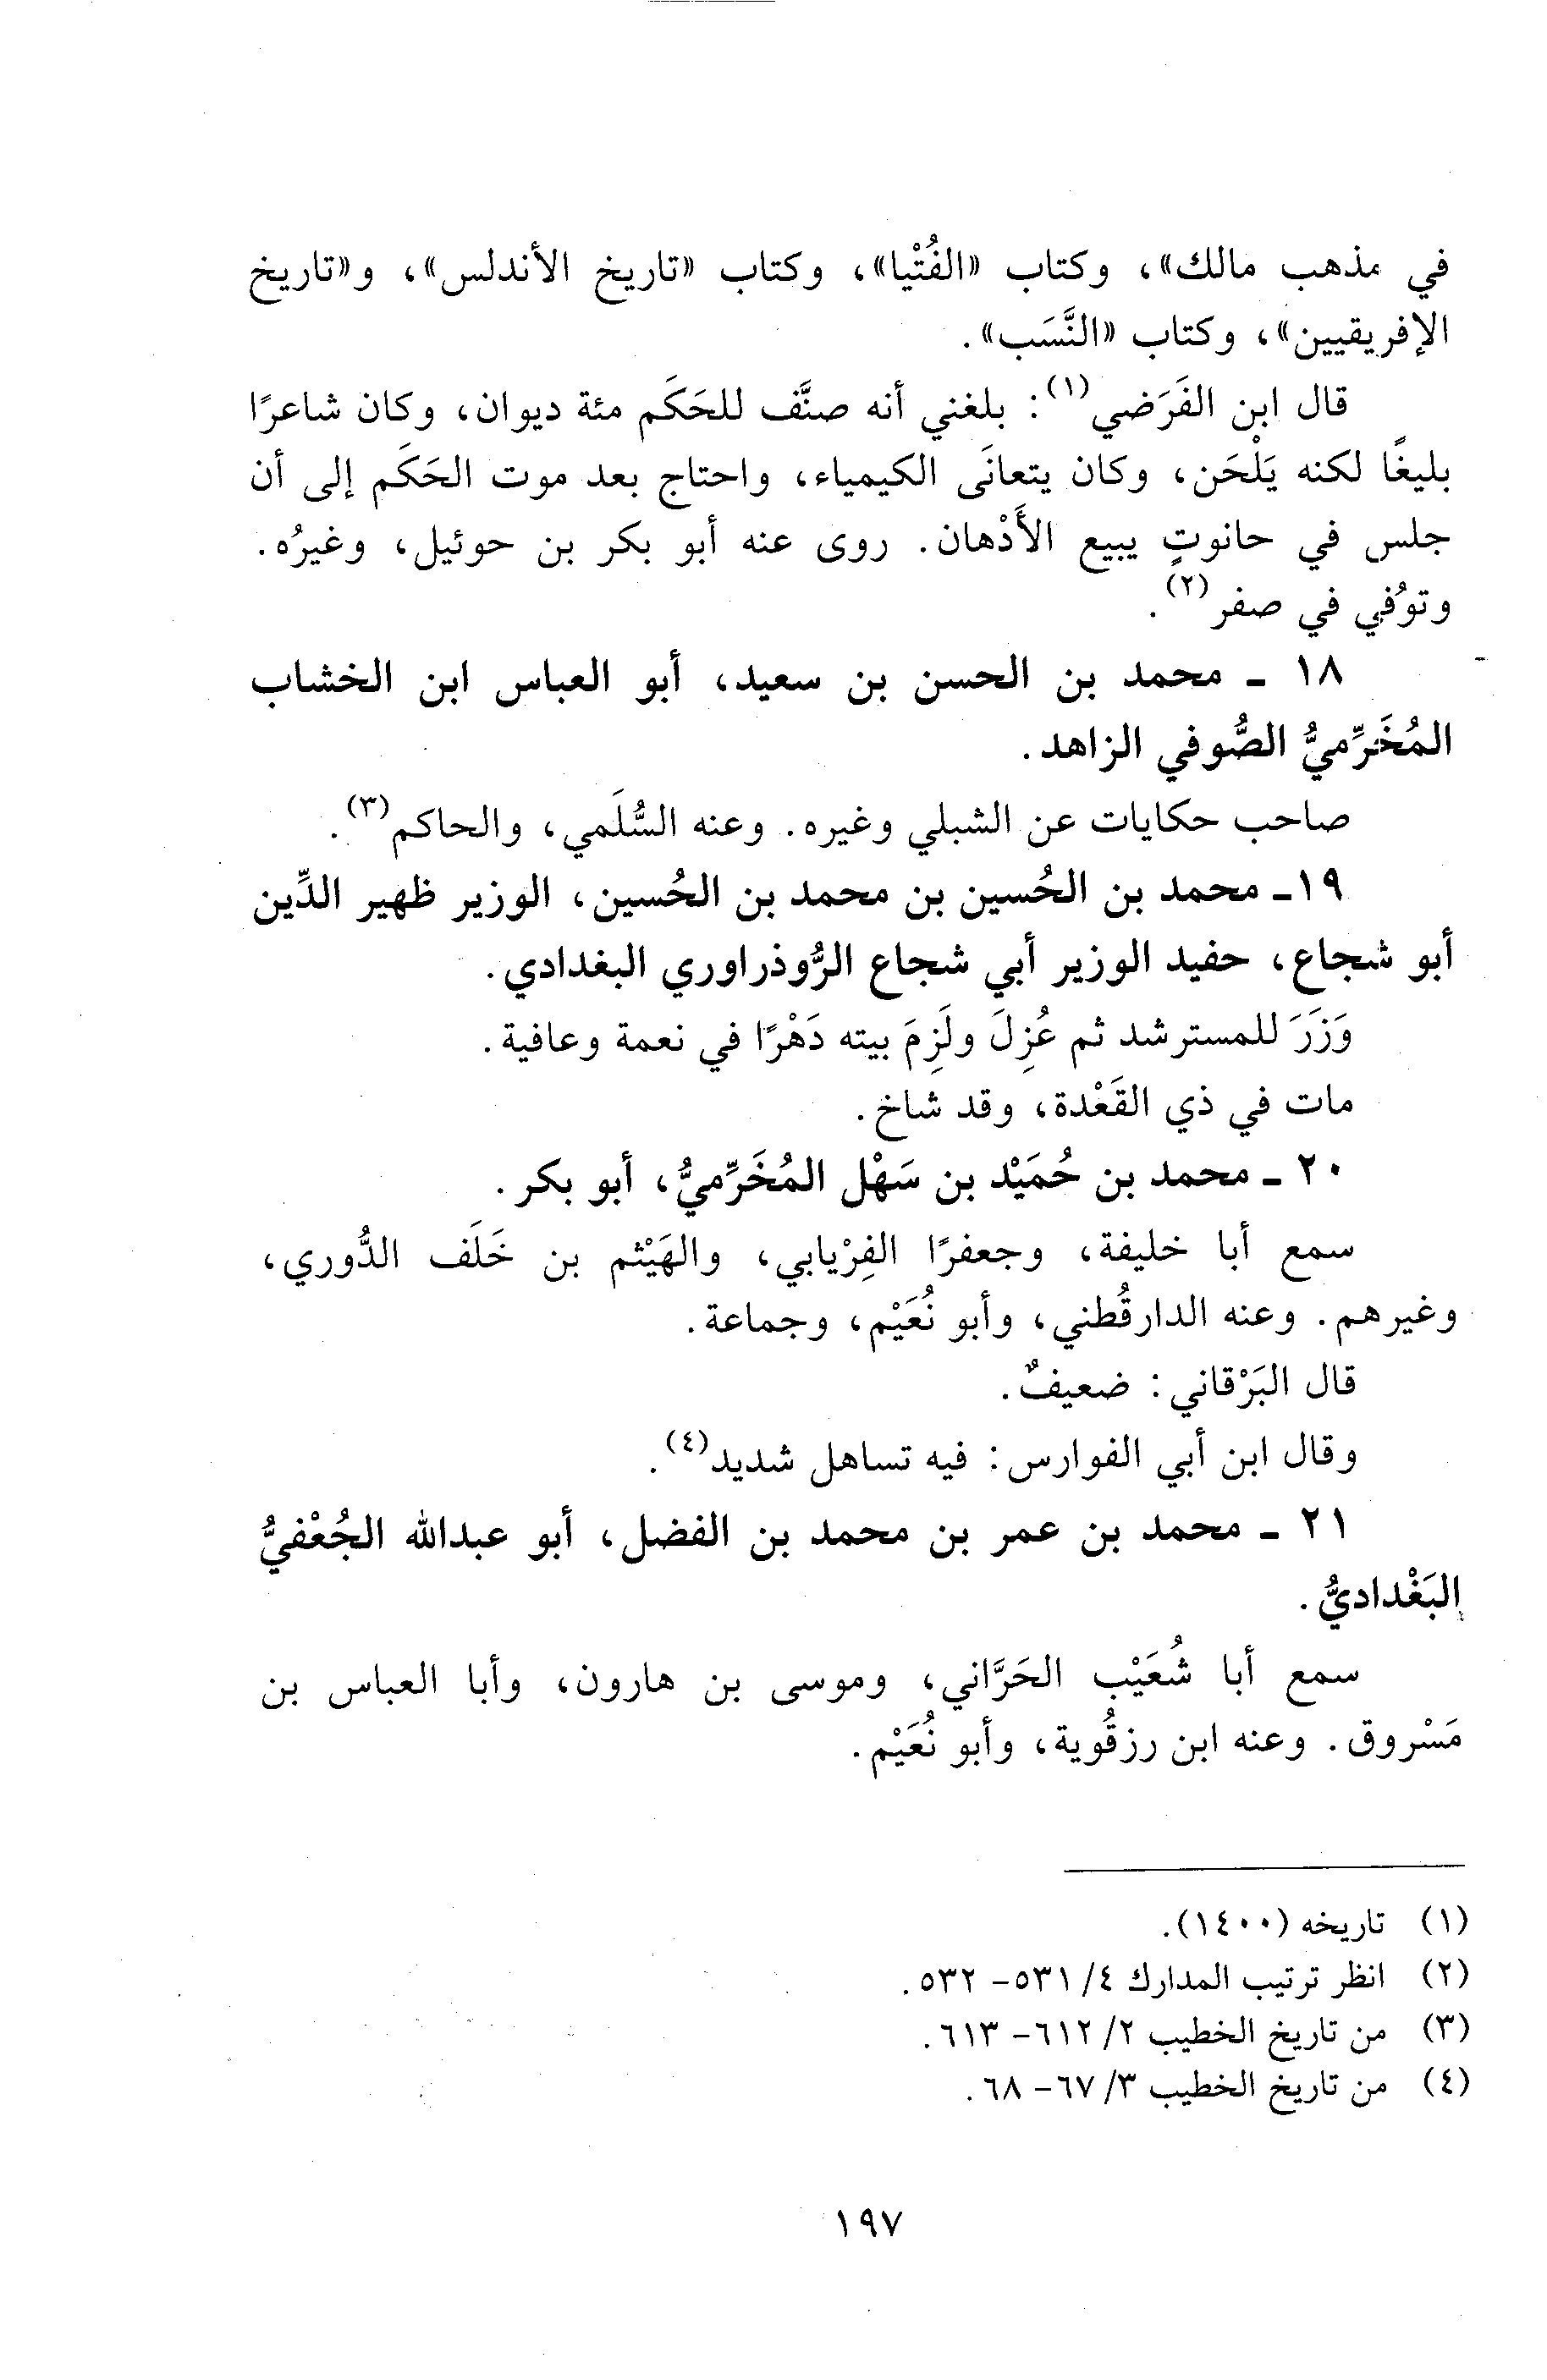 في مذهب مالك»، وكتاب «الفُتْيا»، وكتاب «تاريخ الأندلس»، و«تاريخ
الإفريقيين»، وكتاب «النَّسَب».
قال ابن الفَرَضي(١): بلغني أنه صنَّف للحَكَم مئة ديوان، وكان شاعرًا
بليغًا لكنه يَلْحَن، وكان يتعانَى الكيمياء، واحتاج بعد موت الحَكَم إلى أن
جلس في حانوتٍ يبيع الأَدْهان. روى عنه أبو بكر بن حوئيل، وغيرُه.
وتوُفي في صفر(٢).
١٨ ـ محمد بن الحسن بن سعيد، أبو العباس ابن الخشاب
المُخَرِّميُّ الصُّوفي الزاهد.
صاحب حكايات عن الشبلي وغيره. وعنه السُّلَمي، والحاكم(٣).
١٩ـ محمد بن الحُسين بن محمد بن الحُسين، الوزير ظهير الدِّين
أبو شجاع، حفيد الوزير أبي شجاع الرُّوذراوري البغدادي.
وَزَرَ للمسترشد ثم عُزِلَ ولَزِمَ بيته دَهْرًا في نعمة وعافية.
مات في ذي القَعْدة، وقد شاخ.
٢٠ ـ محمد بن حُمَيْد بن سَهْل المُخَرِّميُّ، أبو بكر.
سمع أبا خليفة، وجعفرًا الفِرْيابي، والهَيْثم بن خَلَف الدُّوري،
وغيرهم. وعنه الدارقُطني، وأبو نُعَيْم، وجماعة.
قال البَرْقاني: ضعيفٌ.
وقال ابن أبي الفوارس: فيه تساهل شديد(٤).
٢١ ـ محمد بن عمر بن محمد بن الفضل، أبو عبدالله الجُعْفيُّ
البَغْداديُّ.
سمع أبا شُعَيْب الحَرَّاني، وموسى بن هارون، وأبا العباس بن
مَسْروق. وعنه ابن رزقُوية، وأبو نُعَيْم.
(١) تاريخه (١٤٠٠).
(٢) انظر ترتيب المدارك ٤/ ٥٣١- ٥٣٢.
(٣) من تاريخ الخطيب ٢/ ٦١٢- ٦١٣.
(٤) من تاريخ الخطيب ٣/ ٦٧- ٦٨.
١٩٧